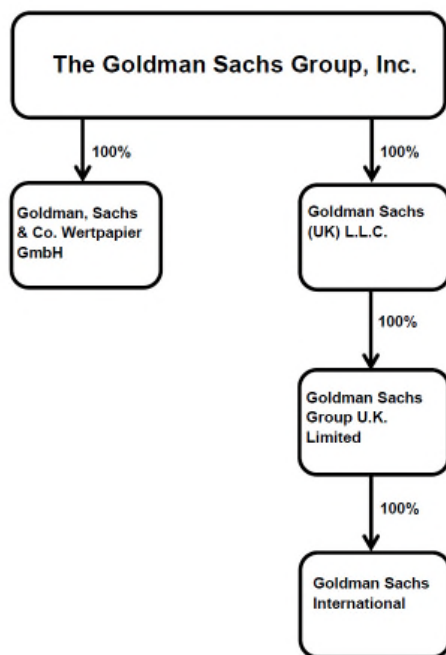 The Goldman Sachs Group, Inc.
100%
100%
Goldman, Sachs
& Co. Wertpapier
GmbH
Goldman Sachs
(UK) L.L.C.
100%
Goldman Sachs
Group U.K.
Limited
100%
Goldman Sachs
International